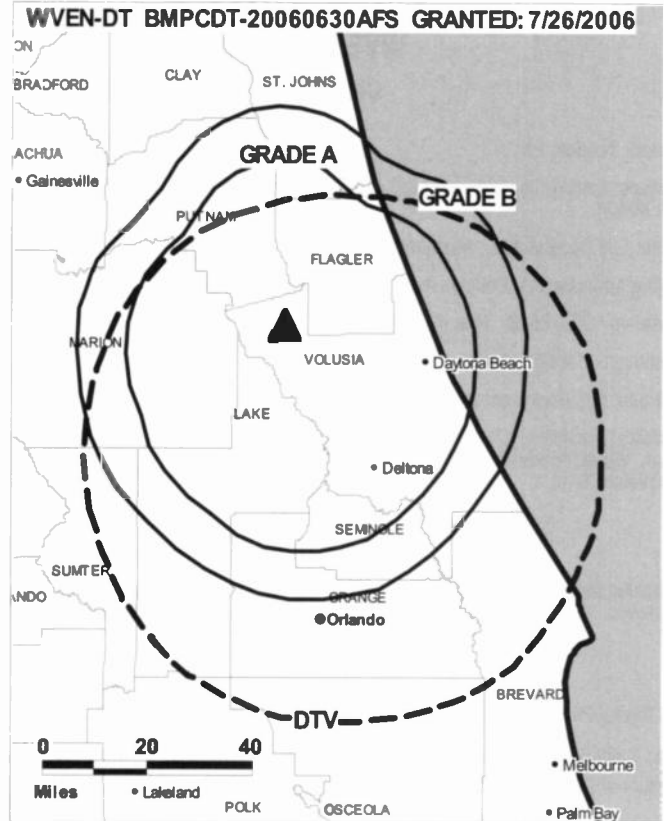 WVEN-DT BMPCDT-20060630AFS GRANTED: 7/26/2006
ON
CLAY
BRADFORD
ST. JOHNS
ACHUA
GRADE A
Gainesville
GRADE B
PUTNAM
FLAGLER
MARION
VOLUSIA
Daytona Beach
LAKE
Deltona
SEMINOLE
SUMTER
ANDO
ORANGE
Orlando
BREVARD
DTV
0 20 40
Melbourne
Miles
Lakeland
POLK
OSCEOLA
Palm Bay